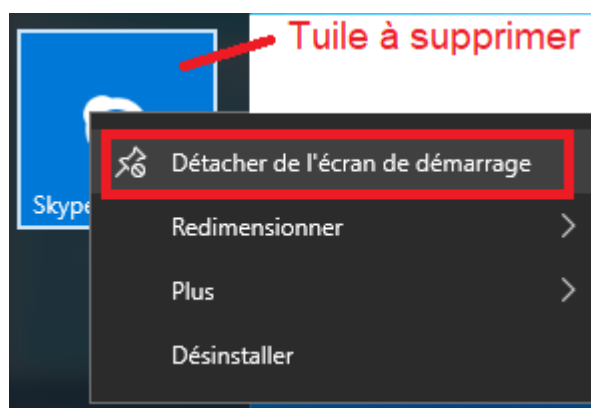 Tuile à supprimer
Détacher de l'écran de démarrage
Skype
Redimensionner
Plus
Désinstaller